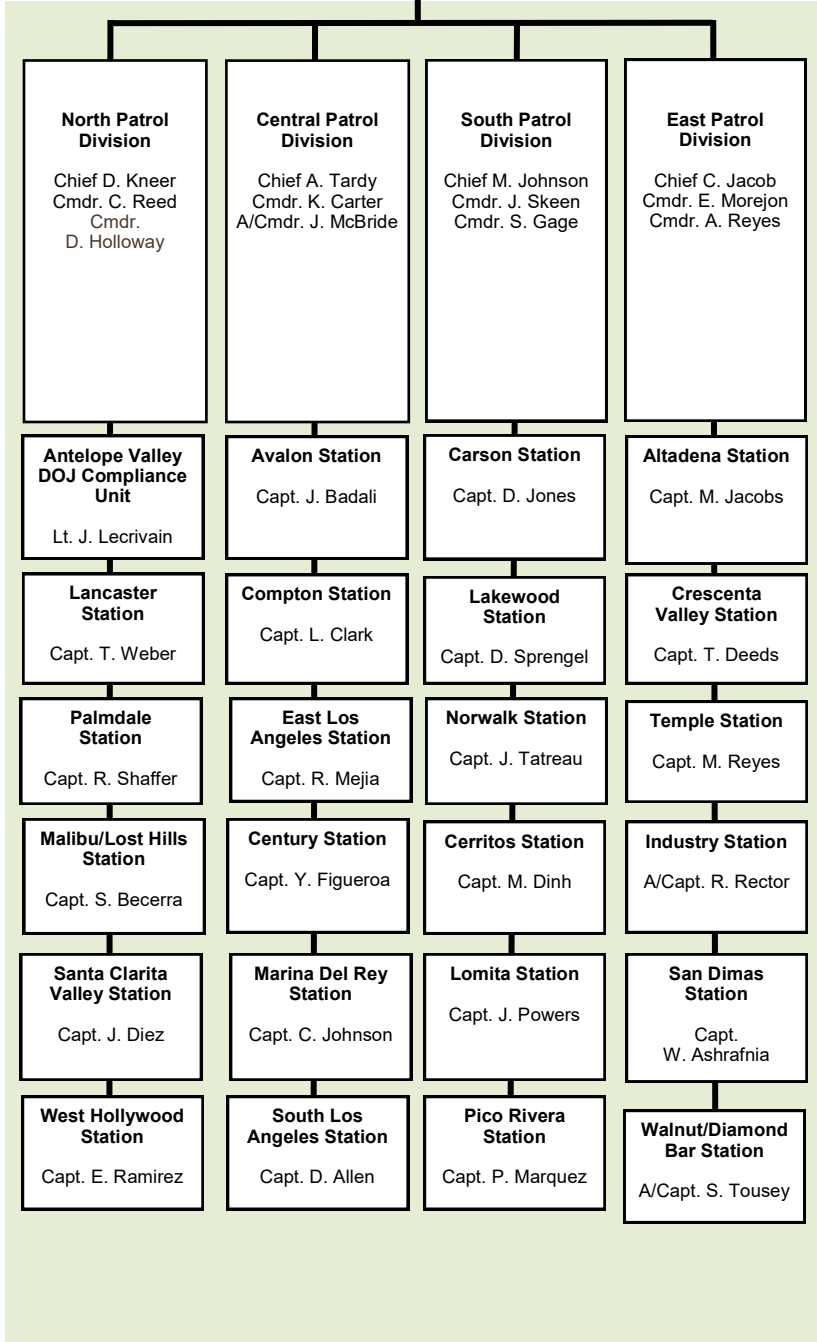 North Patrol
Division
Chief D. Kneer
Cmdr. C. Reed
Cmdr.
D. Holloway
Antelope Valley
DOJ Compliance
Unit
Lt. J. Lecrivain
Lancaster
Station
Capt. T. Weber
Palmdale
Station
Capt. R. Shaffer
Malibu/Lost Hills
Station
Capt. S. Becerra
Santa Clarita
Valley Station
Capt. J. Diez
West Hollywood
Station
Capt. E. Ramirez
Central Patrol
Division
Chief A. Tardy
Cmdr. K. Carter
A/Cmdr. J. McBride
Avalon Station
Capt. J. Badali
Compton Station
Capt. L. Clark
East Los
Angeles Station
Capt. R. Mejia
Century Station
Capt. Y. Figueroa
Marina Del Rey
Station
Capt. C. Johnson
South Los
Angeles Station
Capt. D. Allen
South Patrol
Division
Chief M. Johnson
Cmdr. J. Skeen
Cmdr. S. Gage
Carson Station
Capt. D. Jones
Lakewood
Station
Capt. D. Sprengel
Norwalk Station
Capt. J. Tatreau
Cerritos Station
Capt. M. Dinh
Lomita Station
Capt. J. Powers
Pico Rivera
Station
Capt. P. Marquez
East Patrol
Division
Chief C. Jacob
Cmdr. E. Morejon
Cmdr. A. Reyes
Altadena Station
Capt. M. Jacobs
Crescenta
Valley Station
Capt. T. Deeds
Temple Station
Capt. M. Reyes
Industry Station
A/Capt. R. Rector
San Dimas
Station
Capt.
W. Ashrafnia
Walnut/Diamond
Bar Station
A/Capt. S. Tousey